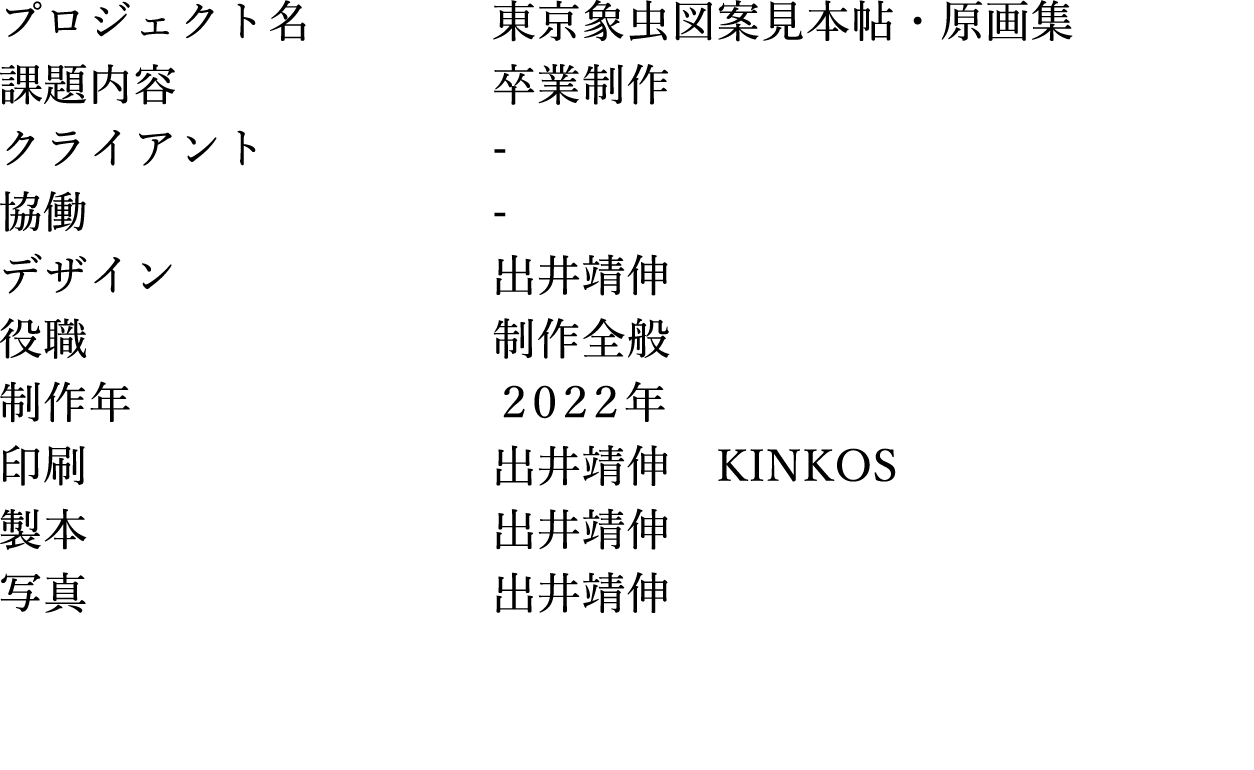 プロジェクト名　東京象虫図案見本帖・原画集
課題内容　卒業制作
クライアント　-
協働　-
デザイン　出井靖伸
役職　制作全般
制作年　2022年
印刷　出井靖伸　KINKOS
製本　出井靖伸
写真　出井靖伸